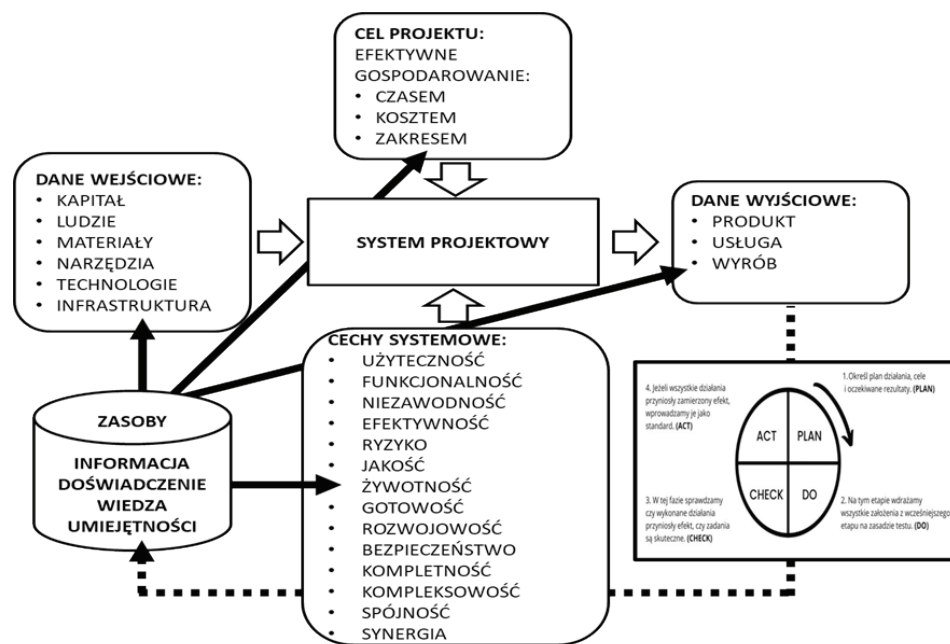 CEL PROJEKTU:
EFEKTYWNE
GOSPODAROWANIE:
• CZASEM
• KOSZTEM
• ZAKRESEM
DANE WEJŚCIOWE:
• KAPITAŁ
• LUDZIE
• MATERIAŁY
• NARZĘDZIA
• TECHNOLOGIE
• INFRASTRUKTURA
SYSTEM PROJEKTOWY
DANE WYJŚCIOWE:
• PRODUKT
• USŁUGA
• WYRÓB
CECHY SYSTEMOWE:
• UŻYTECZNOŚĆ
• FUNKCJONALNOŚĆ
• NIEZAWODNOŚĆ
• EFEKTYWNOŚĆ
• RYZYKO
• JAKOŚĆ
• ŻYWOTNOŚĆ
• GOTOWOŚĆ
• ROZWOJOWOŚĆ
• BEZPIECZEŃSTWO
• KOMPLETNOŚĆ
• KOMPLEKSOWOŚĆ
• SPÓJNOŚĆ
• SYNERGIA
ZASOBY
INFORMACJA
DOŚWIADCZENIE
WIEDZA
UMIEJĘTNOŚCI
4. Jeżeli wszystkie działania
przyniosły zamierzony efekt,
wprowadzamy je jako
standard. (ACT)
1.Określ plan działania, cele
i oczekiwane rezultaty. (PLAN)
ACT
PLAN
CHECK
DO
3. W tej fazie sprawdzamy
czy wykonane działania
przyniosły efekt, czy zadania
są skuteczne. (CHECK)
2. Na tym etapie wdrażamy
wszystkie założenia z wcześniejszego
etapu na zasadzie testu. (DO)